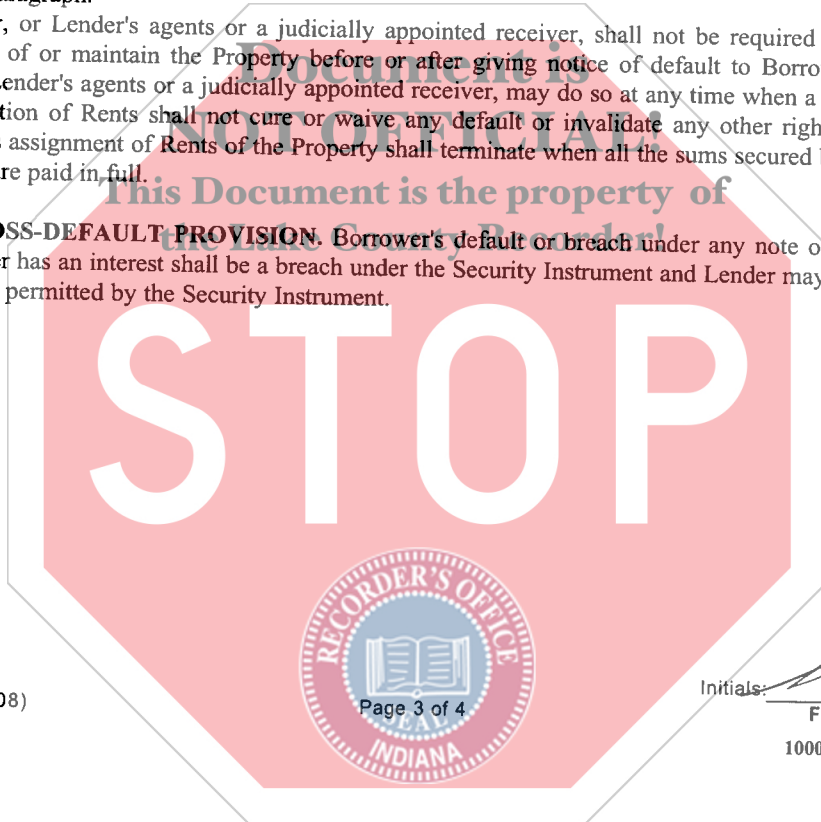 , or Lender's agents or a judicially appointed receiver, shall not be required
of or maintain the Property before or after giving notice of default to Borro
ender's agents or a judicially appointed receiver, may do so at any time when a
tion of Rents shall not cure or waive any default or invalidate any other righ
assignment of Rents of the Property shall terminate when all the sums secured
re paid in full.
Document is
NOT OFFICIAL!
This Document is the property of
the Lake County Recorder!
OSS-DEFAULT PROVISION. Borrower's default or breach under any note o
r has an interest shall be a breach under the Security Instrument and Lender may
permitted by the Security Instrument.
STOP
RECORDER'S OFFICE
SEAL
INDIANA
08)
Page 3 of 4
Initials:
F
1000